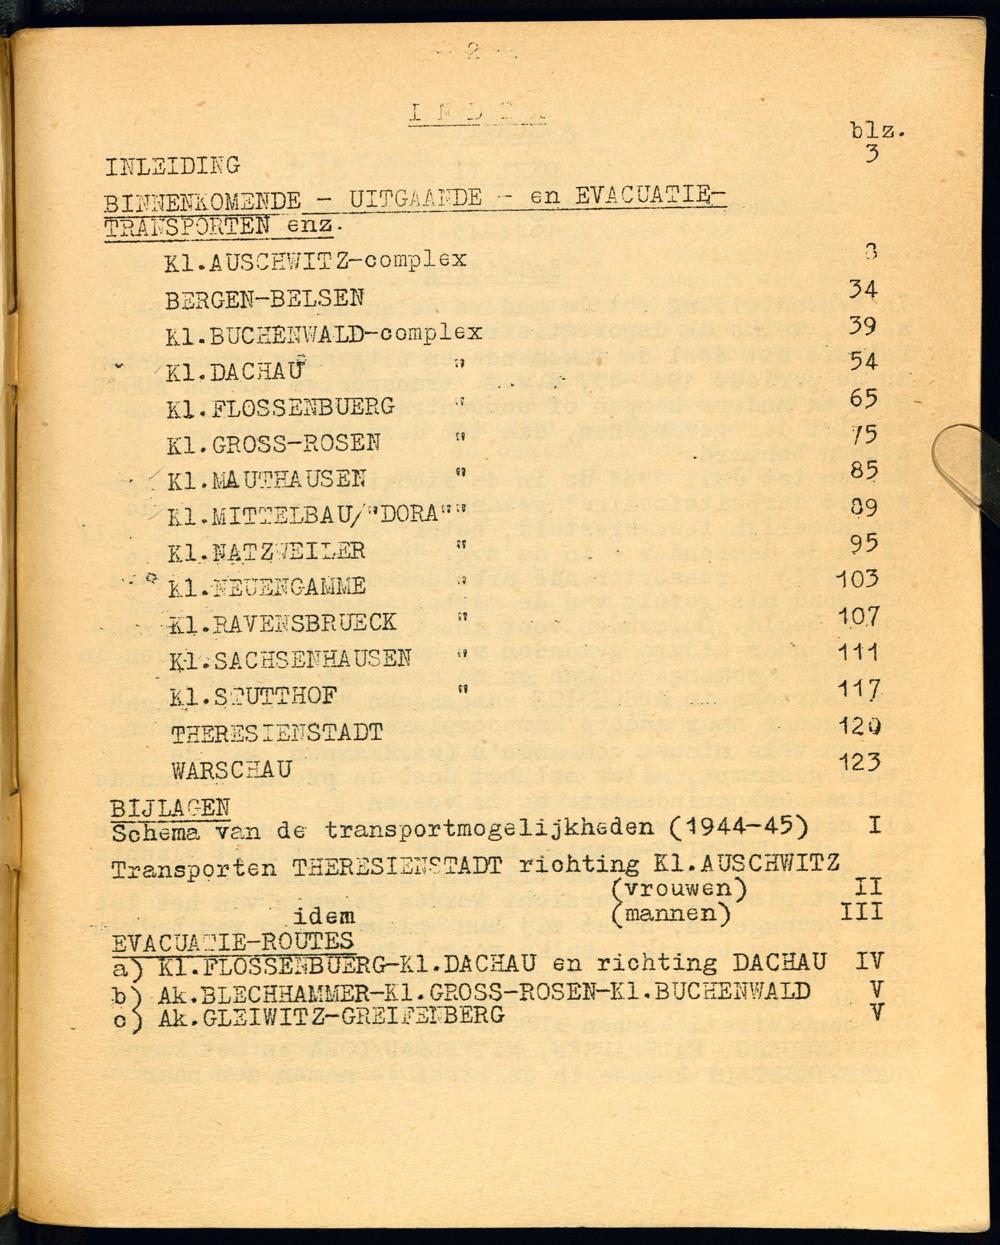 - 2 -
INDEX
blz.
INLEIDING 3
BINNENKOMENDE - UITGAANDE - en EVACUATIE-
TRANSPORTEN enz.
Kl.AUSCHWITZ-complex 8
BERGEN-BELSEN 34
Kl.BUCHENWALD-complex 39
Kl.DACHAU " 54
Kl.FLOSSENBUERG " 65
Kl.GROSS-ROSEN " 75
Kl.MAUTHAUSEN " 85
Kl.MITTELBAU/"DORA"" 89
Kl.NATZWEILER " 95
Kl.NEUENGAMME " 103
Kl.RAVENSBRUECK " 107
Kl.SACHSENHAUSEN " 111
Kl.STUTTHOF " 117
THERESIENSTADT 120
WARSCHAU 123
BIJLAGEN
Schema van de transportmogelijkheden (1944-45) I
Transporten THERESIENSTADT richting Kl.AUSCHWITZ
(vrouwen) II
idem (mannen) III
EVACUATIE-ROUTES
a) Kl.FLOSSENBUERG-Kl.DACHAU en richting DACHAU IV
b) Ak.BLECHHAMMER-Kl.GROSS-ROSEN-Kl.BUCHENWALD V
c) Ak.GLEIWITZ-GREIFENBERG V